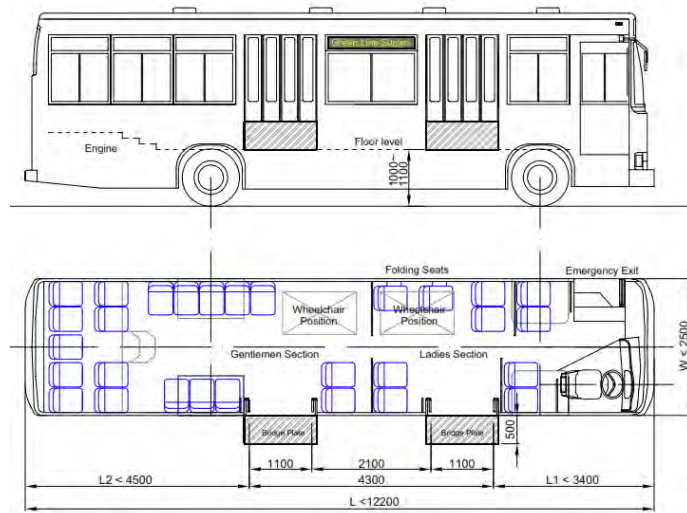 Green Line Surjani
Engine
Floor level
1000~
1100
Folding Seats
Emergency Exit
Wheelchair
Position
Wheelchair
Position
Gentlemen Section
Ladies Section
W < 2500
Bridge Plate
Bridge Plate
500
1100
2100
1100
L2 < 4500
4300
L1 < 3400
L <12200